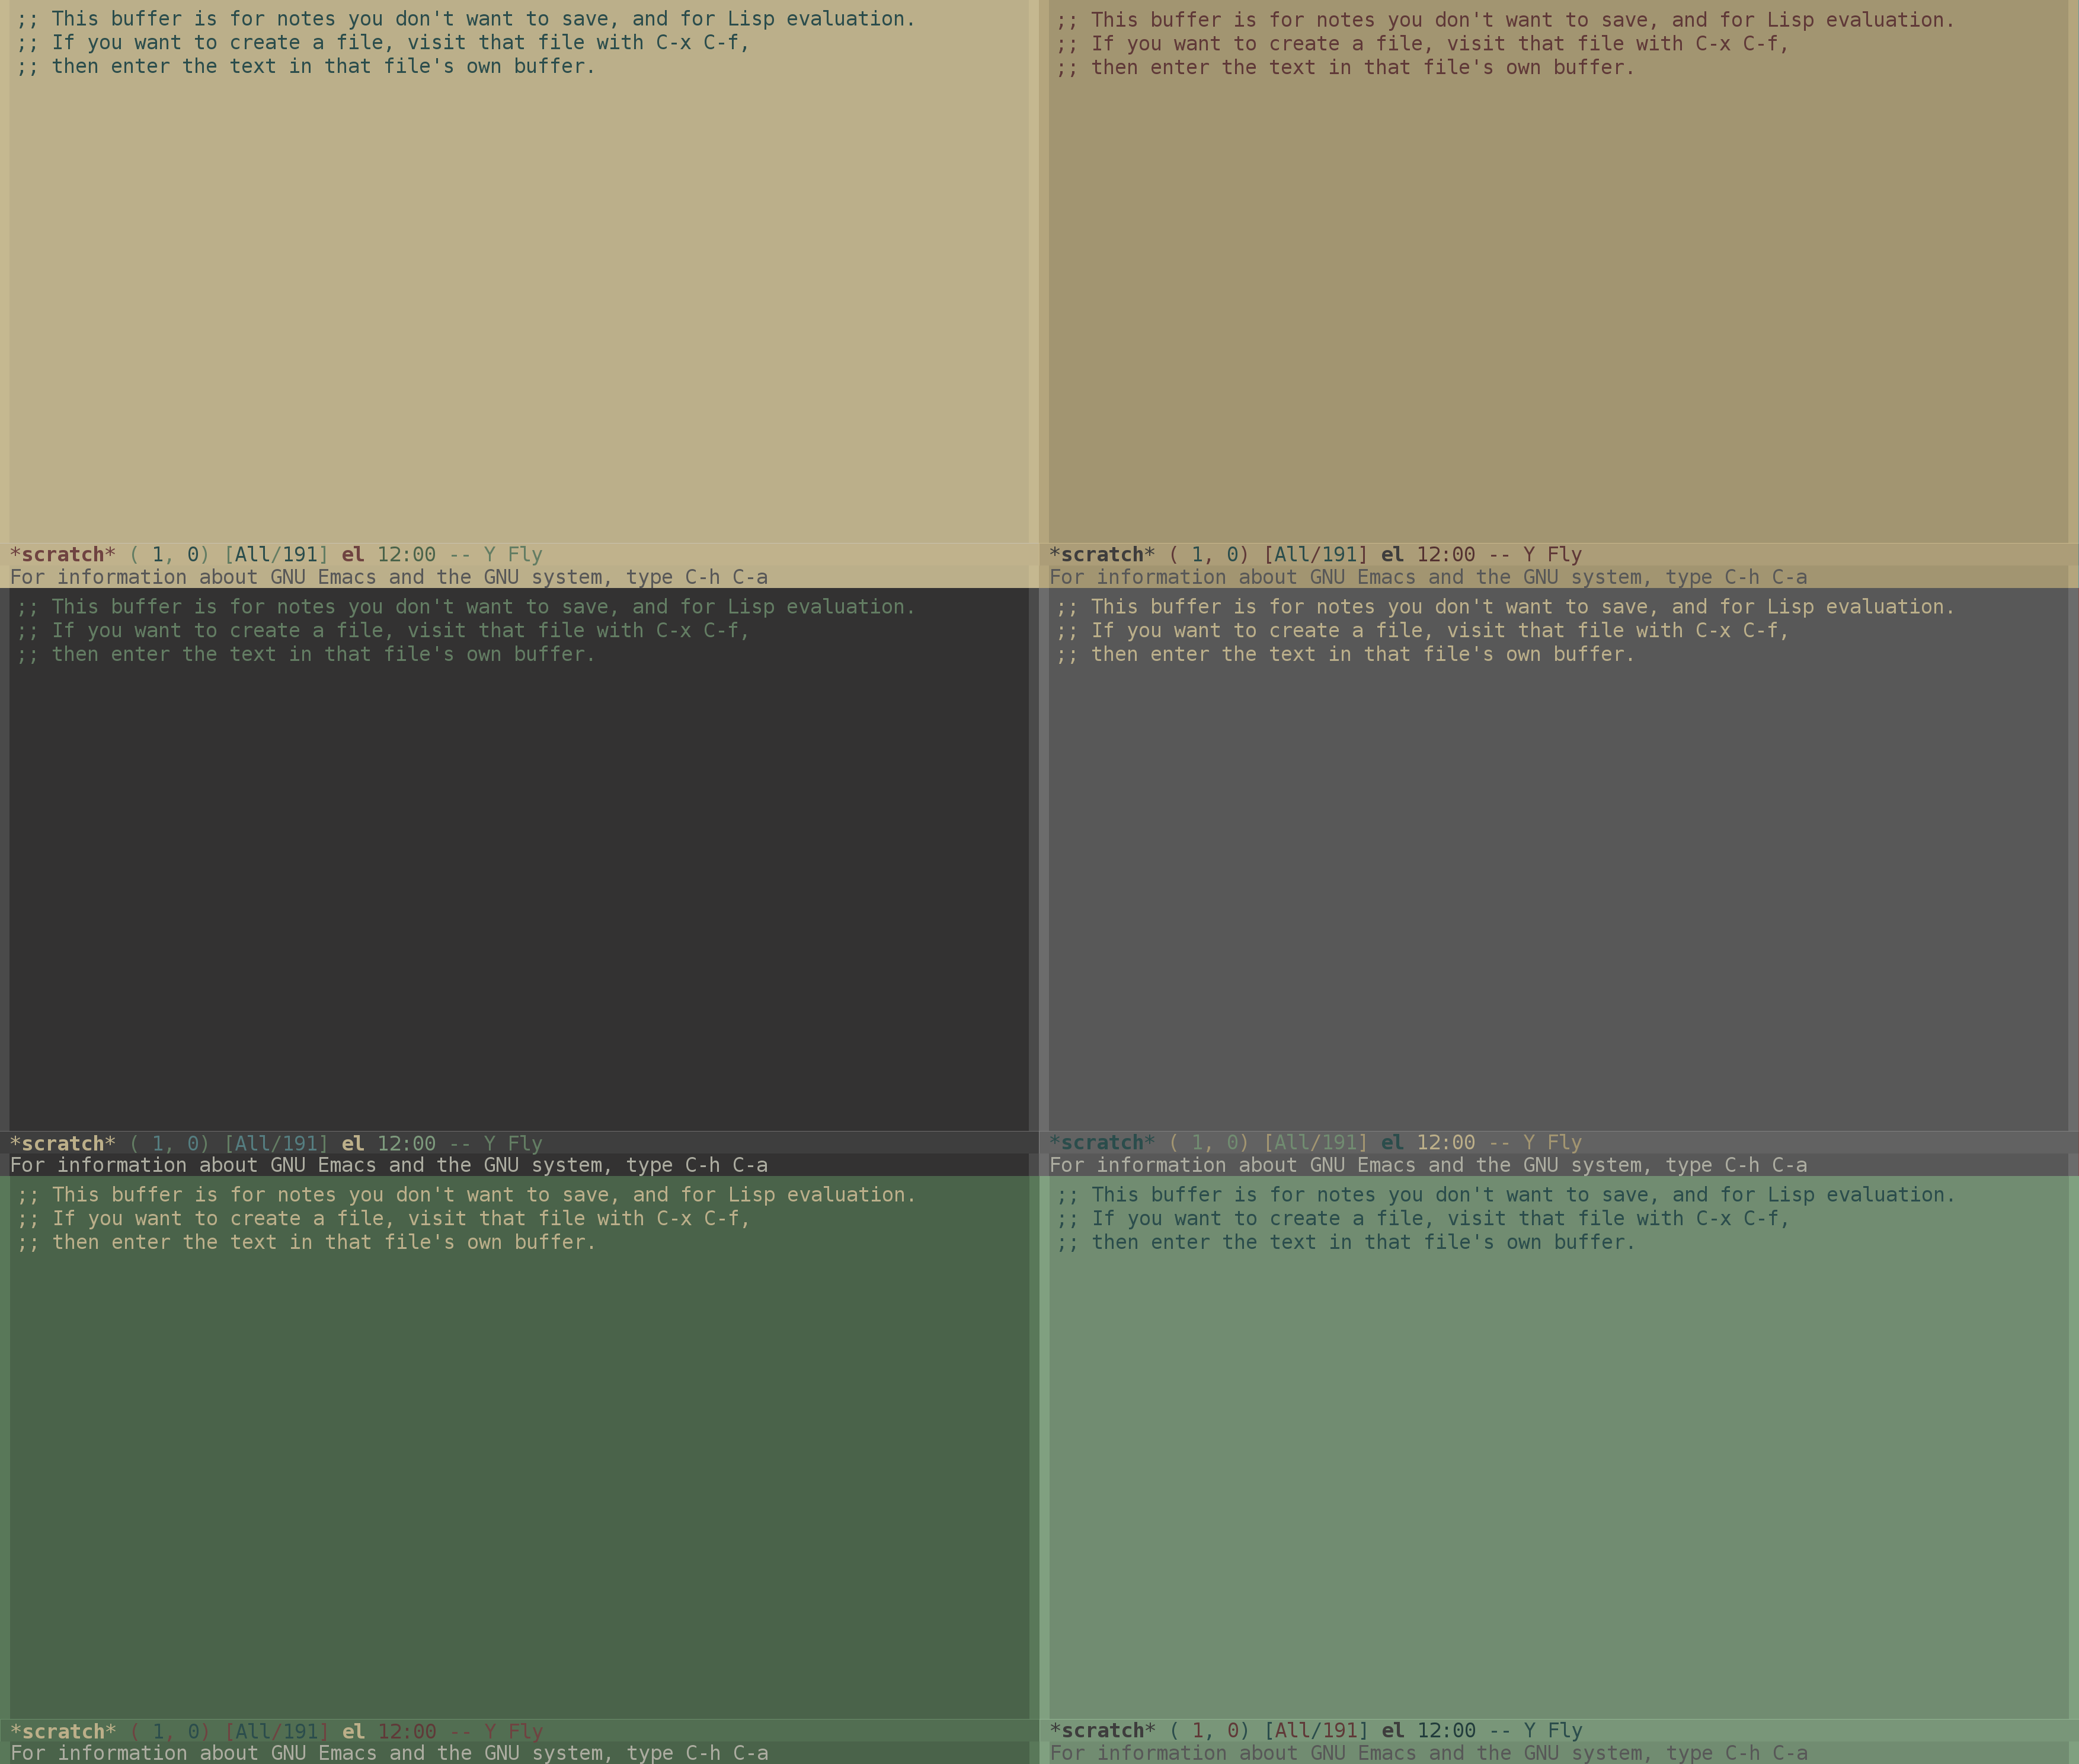 ;; This buffer is for notes you don't want to save, and for Lisp evaluation.
;; If you want to create a file, visit that file with C-x C-f,
;; then enter the text in that file's own buffer.
*scratch* ( 1, 0) [All/191] el 12:00 -- Y Fly
For information about GNU Emacs and the GNU system, type C-h C-a
;; This buffer is for notes you don't want to save, and for Lisp evaluation.
;; If you want to create a file, visit that file with C-x C-f,
;; then enter the text in that file's own buffer.
*scratch* ( 1, 0) [All/191] el 12:00 -- Y Fly
For information about GNU Emacs and the GNU system, type C-h C-a
;; This buffer is for notes you don't want to save, and for Lisp evaluation.
;; If you want to create a file, visit that file with C-x C-f,
;; then enter the text in that file's own buffer.
*scratch* ( 1, 0) [All/191] el 12:00 -- Y Fly
For information about GNU Emacs and the GNU system, type C-h C-a
;; This buffer is for notes you don't want to save, and for Lisp evaluation.
;; If you want to create a file, visit that file with C-x C-f,
;; then enter the text in that file's own buffer.
*scratch* ( 1, 0) [All/191] el 12:00 -- Y Fly
For information about GNU Emacs and the GNU system, type C-h C-a
;; This buffer is for notes you don't want to save, and for Lisp evaluation.
;; If you want to create a file, visit that file with C-x C-f,
;; then enter the text in that file's own buffer.
*scratch* ( 1, 0) [All/191] el 12:00 -- Y Fly
For information about GNU Emacs and the GNU system, type C-h C-a
;; This buffer is for notes you don't want to save, and for Lisp evaluation.
;; If you want to create a file, visit that file with C-x C-f,
;; then enter the text in that file's own buffer.
*scratch* ( 1, 0) [All/191] el 12:00 -- Y Fly
For information about GNU Emacs and the GNU system, type C-h C-a